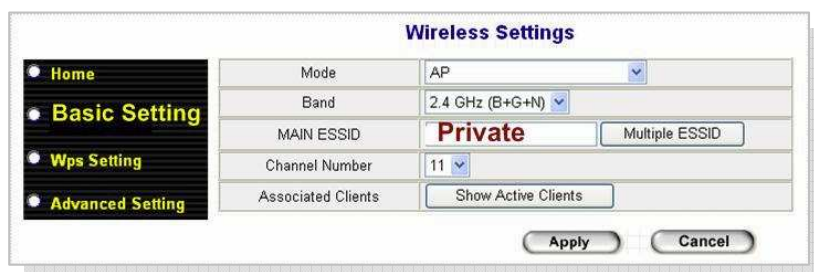 Wireless Settings
Home
Basic Setting
Wps Setting
Advanced Setting
Mode AP
Band 2.4 GHz (B+G+N)
MAIN ESSID Private Multiple ESSID
Channel Number 11
Associated Clients Show Active Clients
Apply Cancel